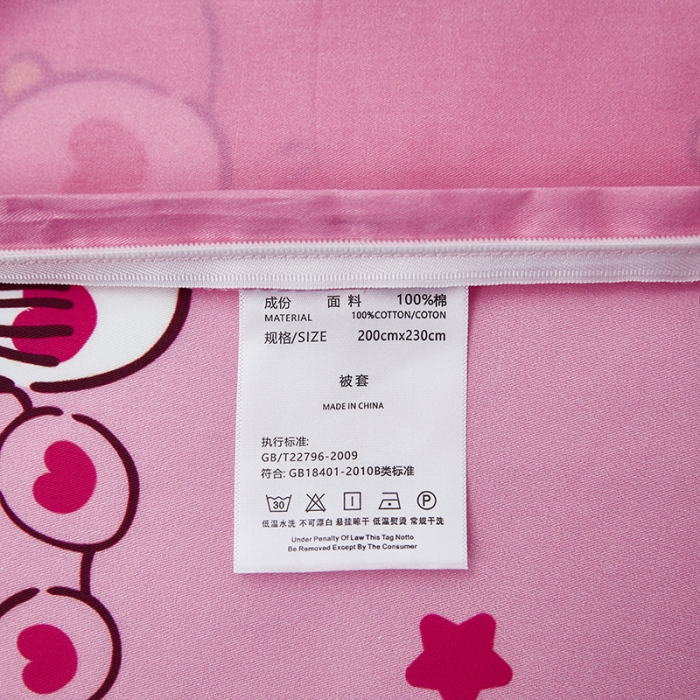 成份 面 料 100%棉
MATERIAL 100%COTTON/COTON
规格/SIZE 200cmx230cm
被套
MADE IN CHINA
执行标准:
GB/T22796-2009
符合: GB18401-2010B类标准
30 P
低温水洗 不可漂白 悬挂晾干 低温熨烫 常规干洗
Under Penalty Of Law This Tag Notto
Be Removed Except By The Consumer